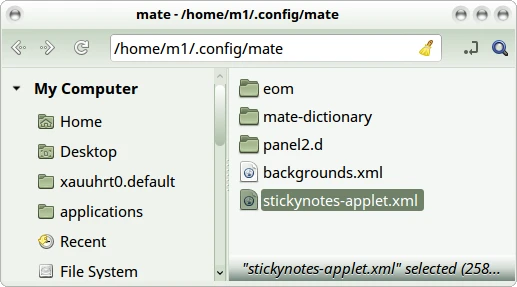 mate - /home/m1/.config/mate
/home/m1/.config/mate
My Computer
Home
Desktop
xauuhrt0.default
applications
Recent
File System
eom
mate-dictionary
panel2.d
backgrounds.xml
stickynotes-applet.xml
"stickynotes-applet.xml" selected (258...